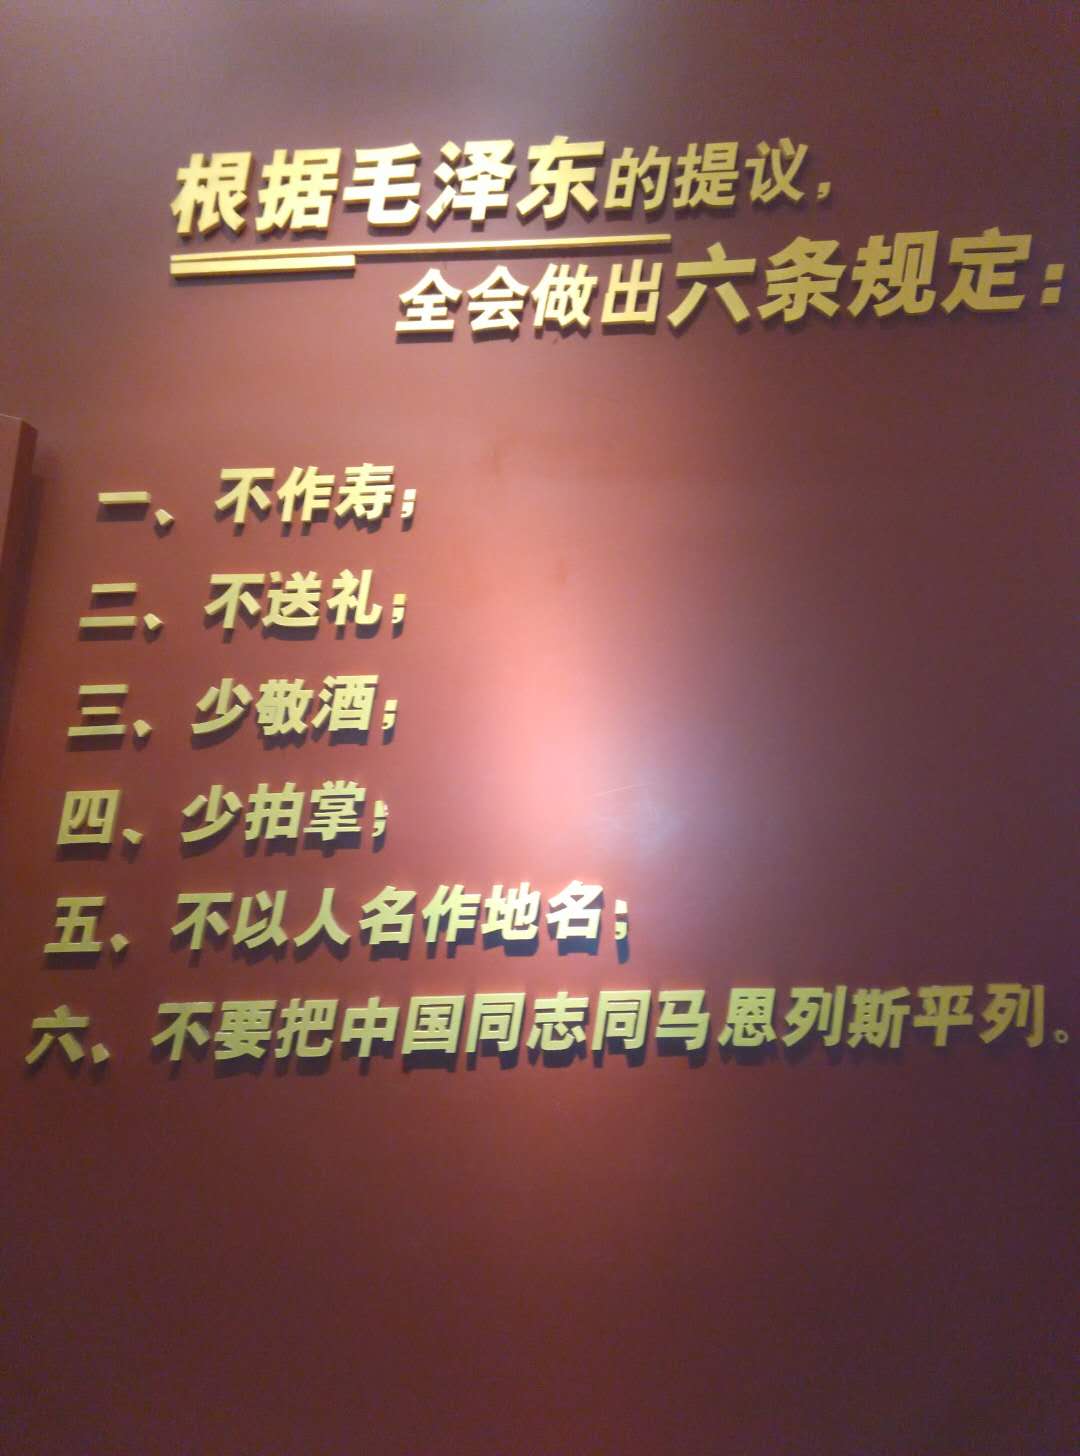 根据毛泽东的提议，
全会做出六条规定：
一、不作寿；
二、不送礼；
三、少敬酒；
四、少拍掌；
五、不以人名作地名；
六、不要把中国同志同马恩列斯平列。